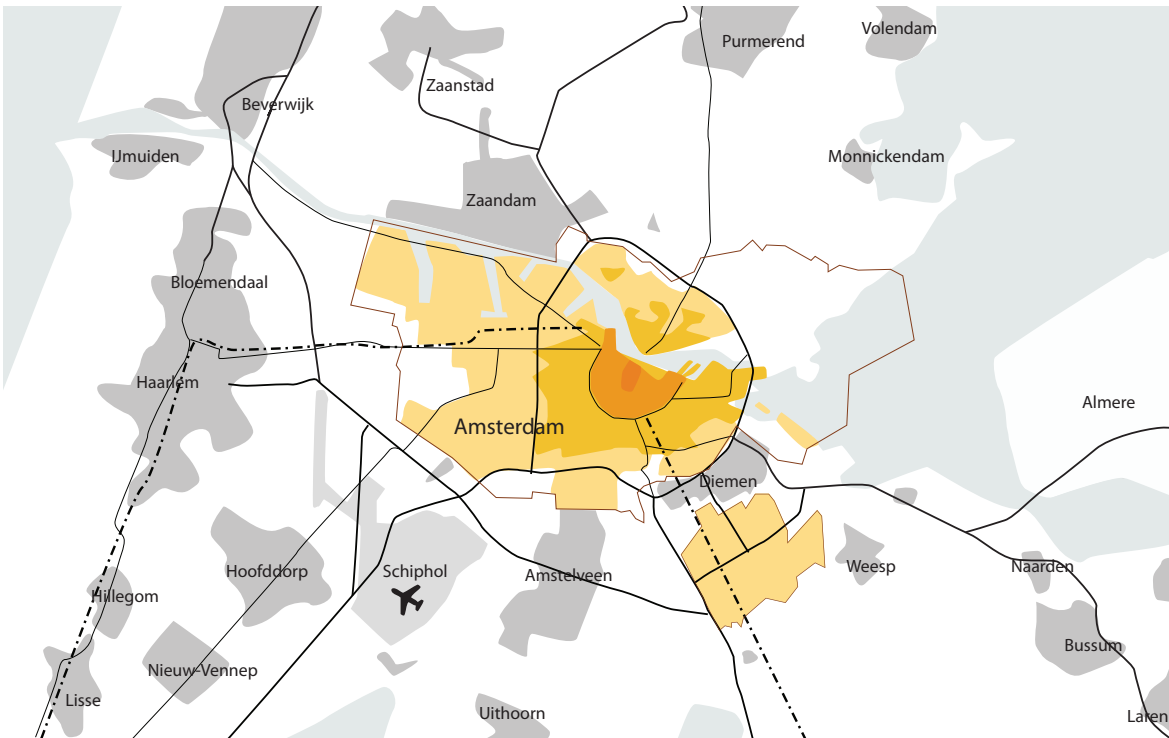 Volendam
Purmerend
Zaanstad
Beverwijk
IJmuiden
Monnickendam
Zaandam
Bloemendaal
Haarlem
Almere
Amsterdam
Diemen
Weesp
Naarden
Hoofddorp
Schiphol
Amstelveen
Hillegom
Bussum
Nieuw-Vennep
Lisse
Uithoorn
Laren